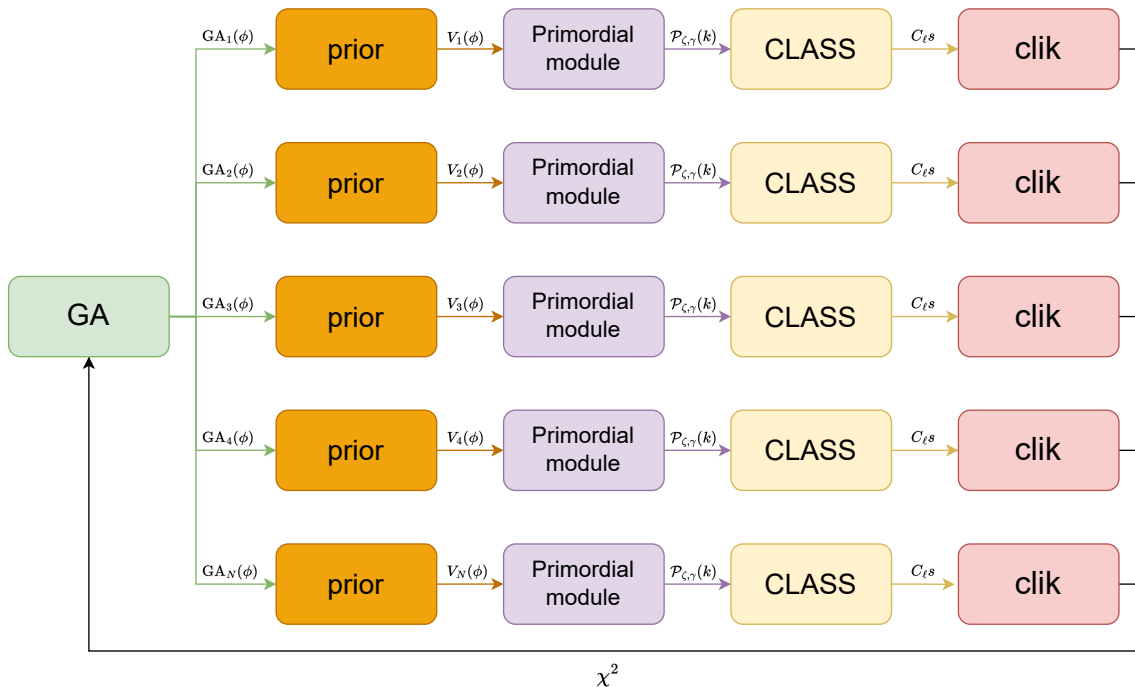 GA₁(ϕ)
prior
V₁(ϕ)
Primordial
module
𝒫ζ,γ(k)
CLASS
Cℓs
clik
GA₂(ϕ)
prior
V₂(ϕ)
Primordial
module
𝒫ζ,γ(k)
CLASS
Cℓs
clik
GA
GA₃(ϕ)
prior
V₃(ϕ)
Primordial
module
𝒫ζ,γ(k)
CLASS
Cℓs
clik
GA₄(ϕ)
prior
V₄(ϕ)
Primordial
module
𝒫ζ,γ(k)
CLASS
Cℓs
clik
GA_N(ϕ)
prior
V_N(ϕ)
Primordial
module
𝒫ζ,γ(k)
CLASS
Cℓs
clik
χ²